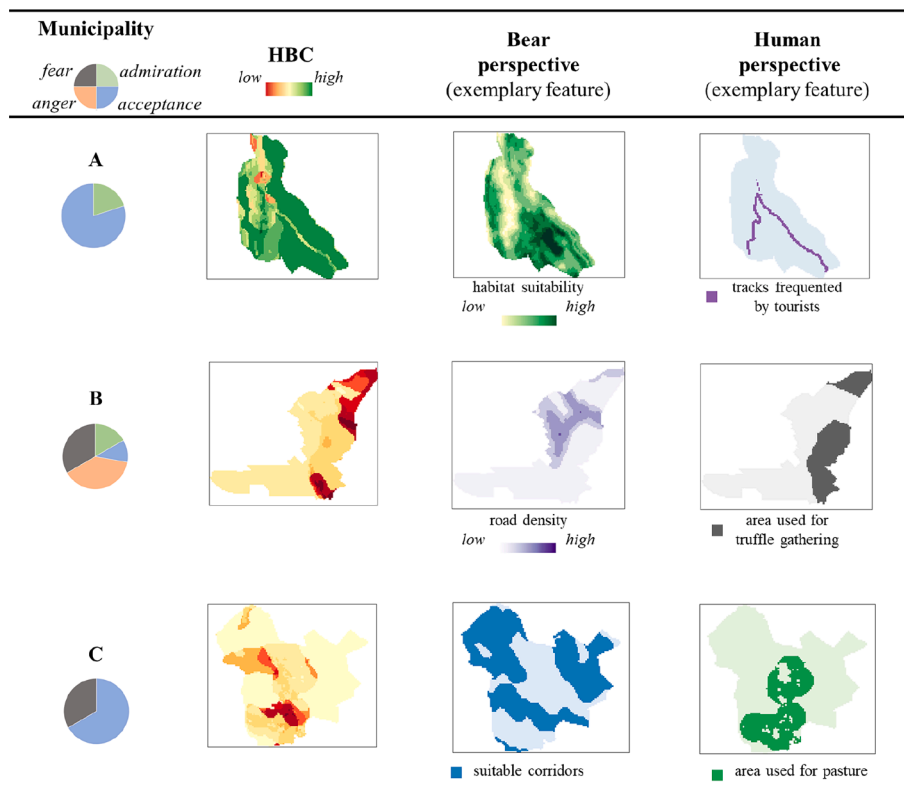 Municipality
fear
admiration
anger
acceptance
HBC
low
high
Bear
perspective
(exemplary feature)
Human
perspective
(exemplary feature)
A
habitat suitability
low
high
tracks frequented
by tourists
B
road density
low
high
area used for
truffle gathering
C
suitable corridors
area used for pasture